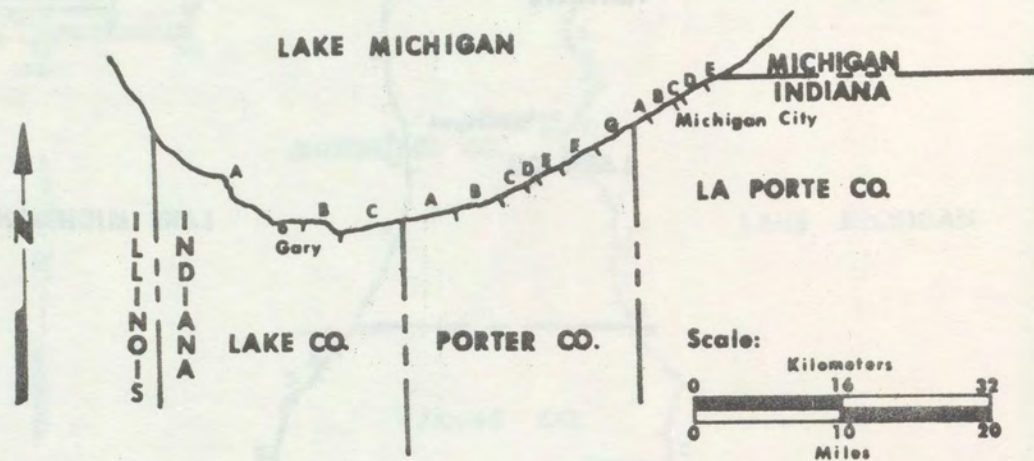 LAKE MICHIGAN
MICHIGAN
INDIANA
A B C D E
Michigan City
A B C D E F G
LA PORTE CO.
A B C
Gary
N
ILLINOIS
INDIANA
LAKE CO.
PORTER CO.
Scale:
Kilometers
0 16 32
0 10 20
Miles